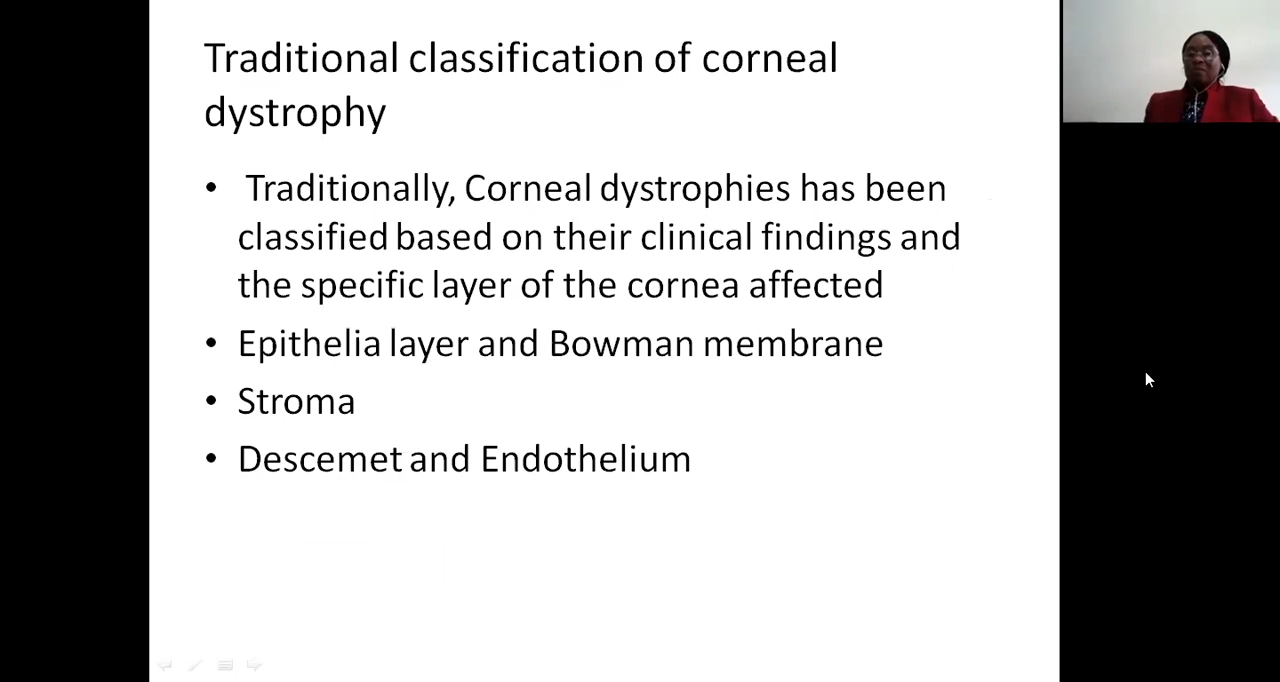 Traditional classification of corneal
dystrophy
• Traditionally, Corneal dystrophies has been
classified based on their clinical findings and
the specific layer of the cornea affected
• Epithelia layer and Bowman membrane
• Stroma
• Descemet and Endothelium